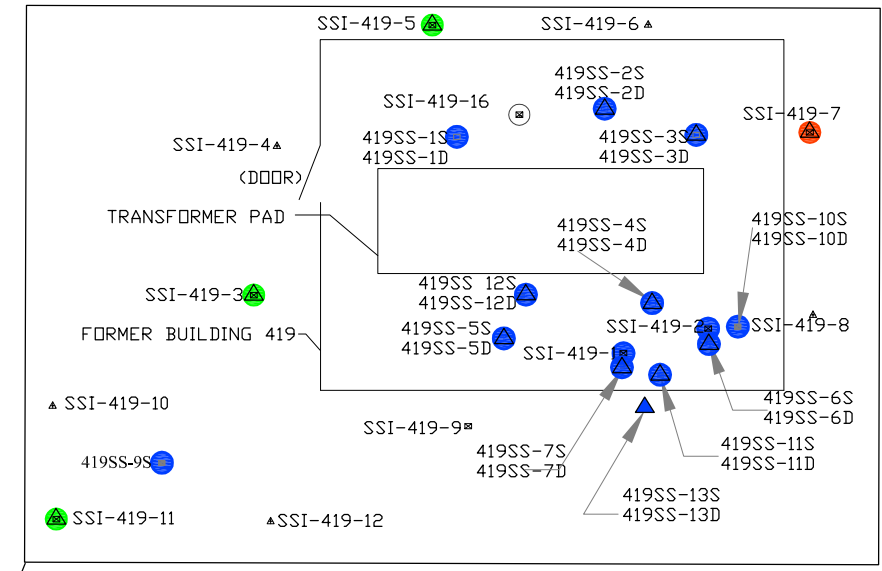 SSI-419-5
SSI-419-6
419SS-2S
419SS-2D
SSI-419-16
SSI-419-7
419SS-1S
419SS-1D
419SS-3S
419SS-3D
SSI-419-4
(DOOR)
TRANSFORMER PAD
419SS-4S
419SS-4D
419SS-10S
419SS-10D
419SS 12S
419SS-12D
SSI-419-3
419SS-5S
419SS-5D
SSI-419-2
SSI-419-8
FORMER BUILDING 419
SSI-419-1
SSI-419-10
419SS-6S
419SS-6D
SSI-419-9
419SS-7S
419SS-7D
419SS-11S
419SS-11D
419SS-9S
419SS-13S
419SS-13D
SSI-419-11
SSI-419-12